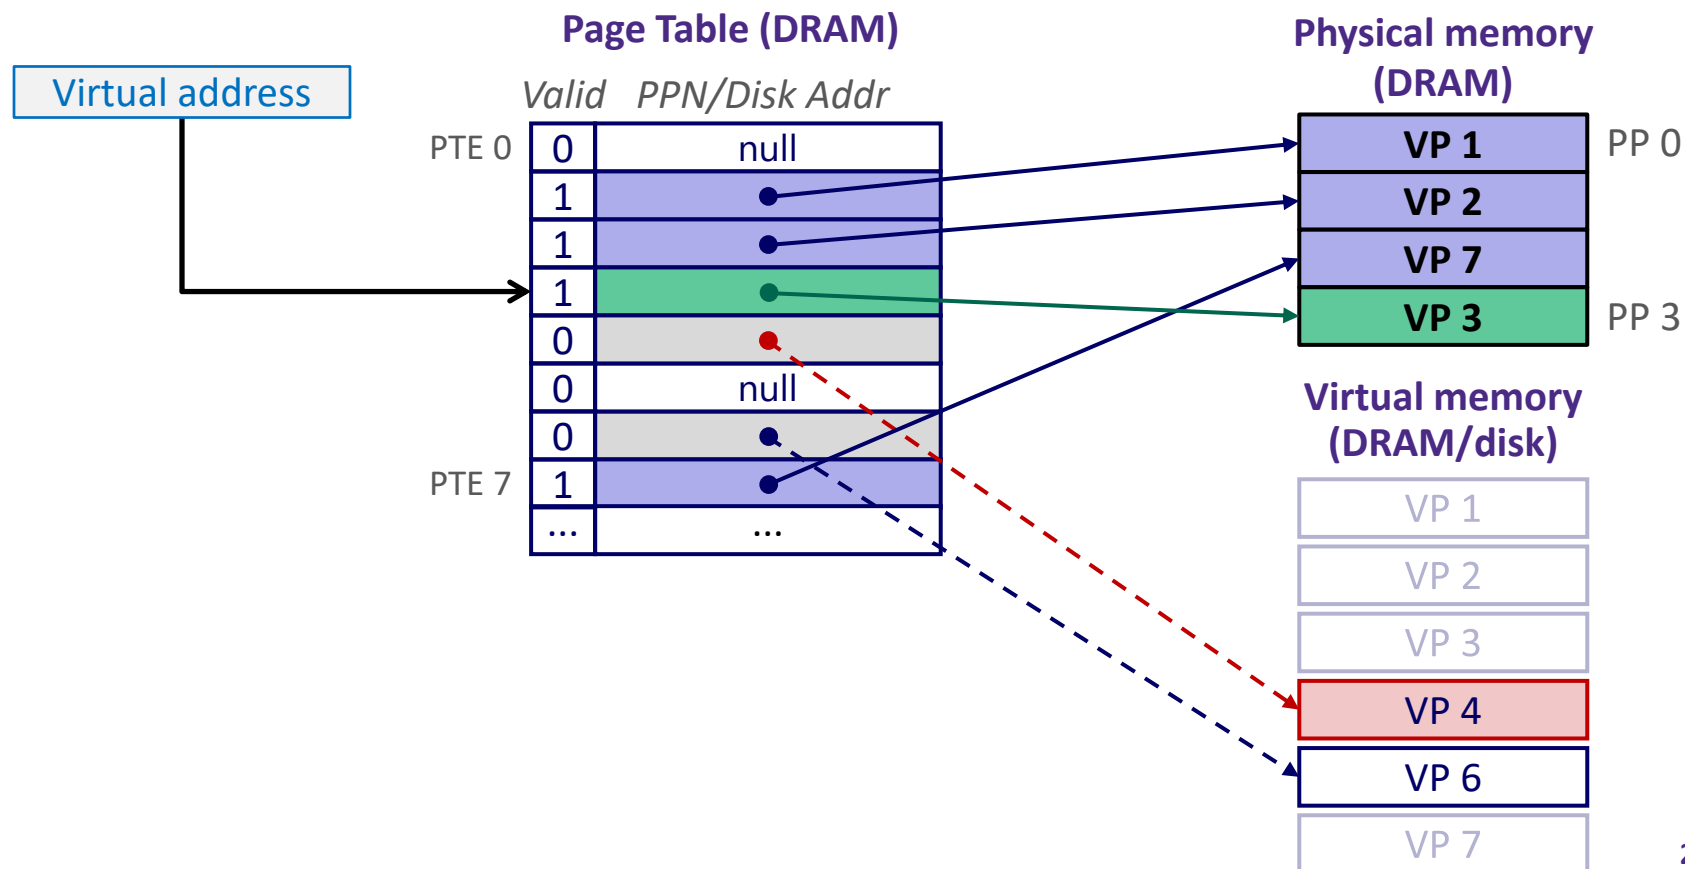 Page Table (DRAM)
Physical memory
(DRAM)
Virtual address
Valid PPN/Disk Addr
PTE 0 0 null
VP 1 PP 0
1
VP 2
1
VP 7
1
VP 3 PP 3
0
0 null
Virtual memory
(DRAM/disk)
0
PTE 7 1
VP 1
... ...
VP 2
VP 3
VP 4
VP 6
VP 7